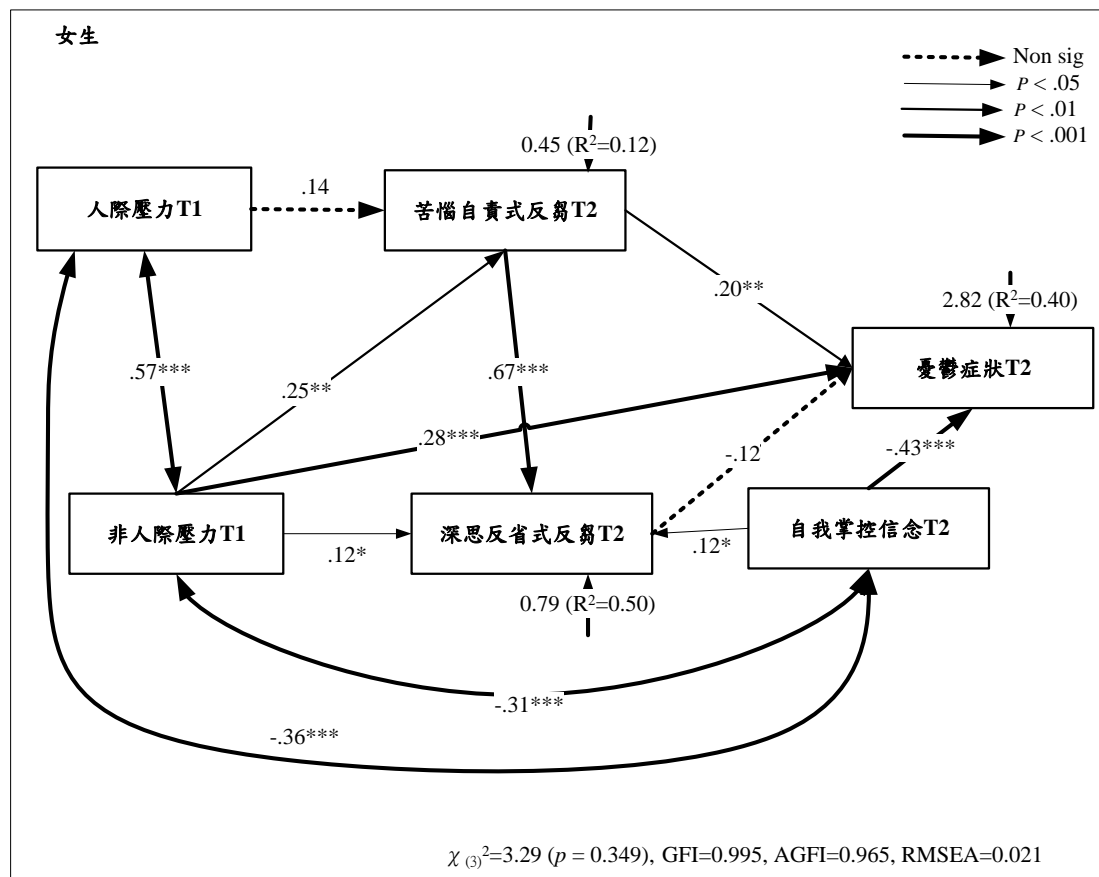 女生
Non sig
P < .05
P < .01
P < .001
0.45 (R²=0.12)
人際壓力T1
.14
苦惱自責式反芻T2
.20**
2.82 (R²=0.40)
.57***
.25**
.67***
憂鬱症狀T2
.28***
-.12
-.43***
非人際壓力T1
.12*
深思反省式反芻T2
.12*
自我掌控信念T2
0.79 (R²=0.50)
-.31***
-.36***
χ (3)²=3.29 (p = 0.349), GFI=0.995, AGFI=0.965, RMSEA=0.021